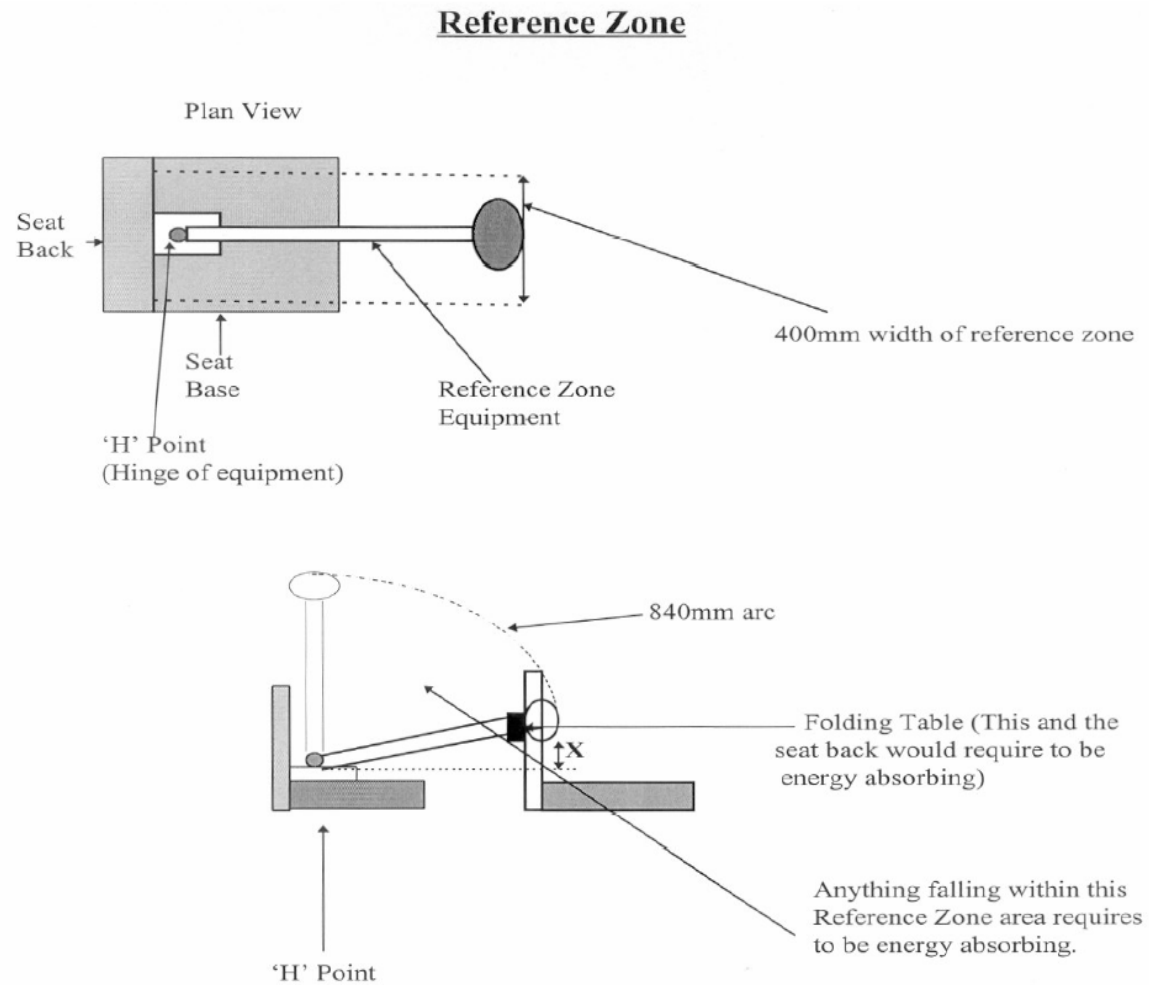 Reference Zone
Plan View
Seat
Back
400mm width of reference zone
Seat
Base
Reference Zone
Equipment
‘H’ Point
(Hinge of equipment)
840mm arc
Folding Table (This and the
seat back would require to be
energy absorbing)
X
Anything falling within this
Reference Zone area requires
to be energy absorbing.
‘H’ Point